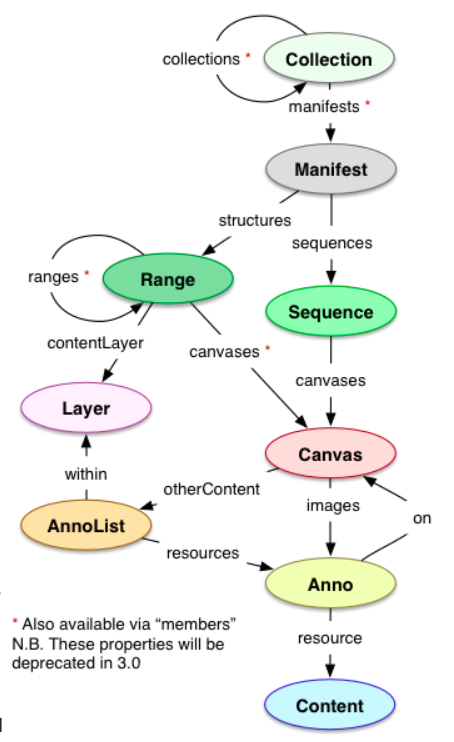 Collection
collections *
manifests *
Manifest
structures
sequences
ranges *
Range
Sequence
contentLayer
canvases *
canvases
Layer
Canvas
within
otherContent
images
AnnoList
on
resources
Anno
* Also available via “members”
N.B. These properties will be
deprecated in 3.0
resource
Content